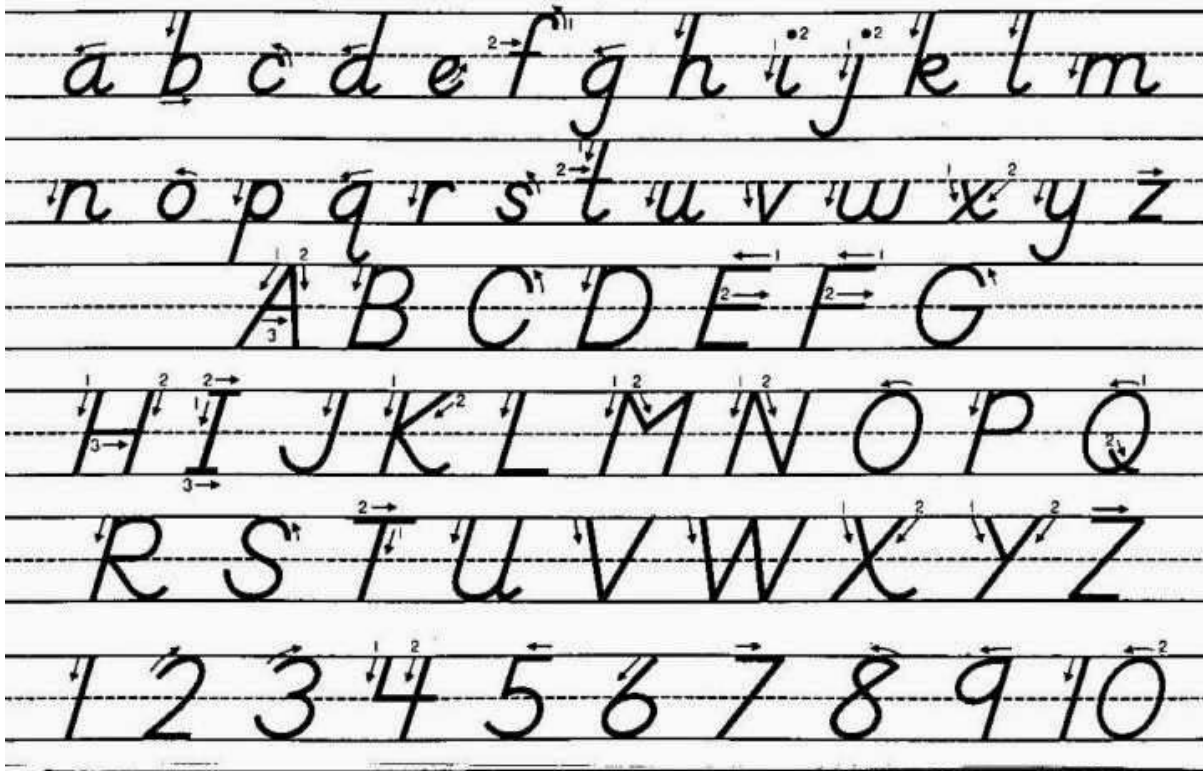 a b c d e f g h i j k l m
n o p q r s t u v w x y z
A B C D E F G
H I J K L M N O P Q
R S T U V W X Y Z
1 2 3 4 5 6 7 8 9 10